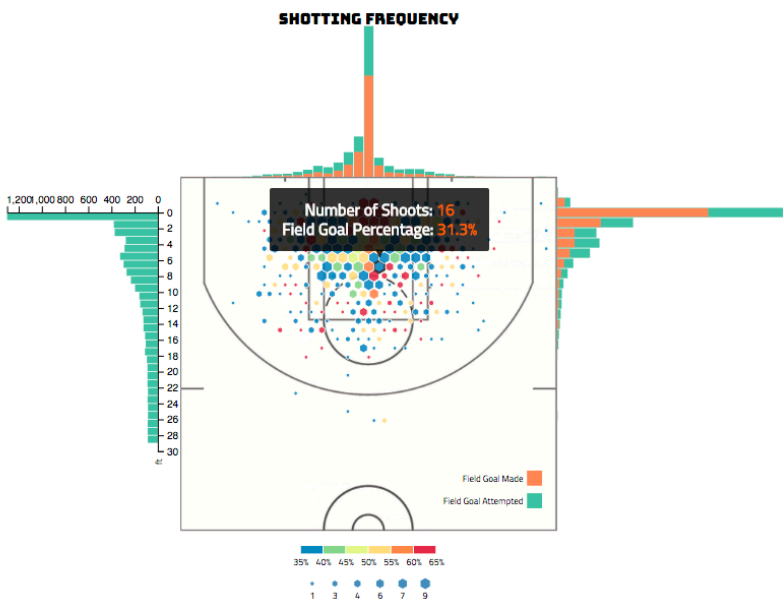 SHOTTING FREQUENCY
1,200 1,000 800 600 400 200 0
Number of Shoots: 16
Field Goal Percentage: 31.3%
0
2
4
6
8
10
12
14
16
18
20
22
24
26
28
30
ft
Field Goal Made
Field Goal Attempted
35% 40% 45% 50% 55% 60% 65%
1 3 4 6 7 9